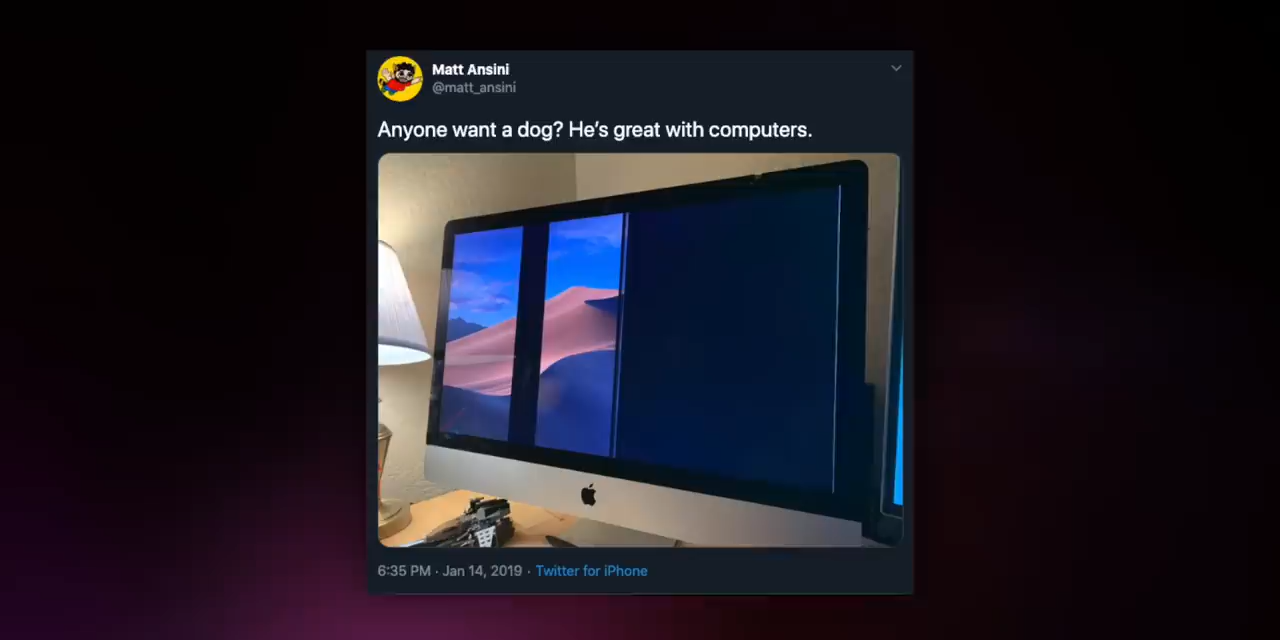 Matt Ansini
@matt_ansini
Anyone want a dog? He’s great with computers.
6:35 PM · Jan 14, 2019 · Twitter for iPhone